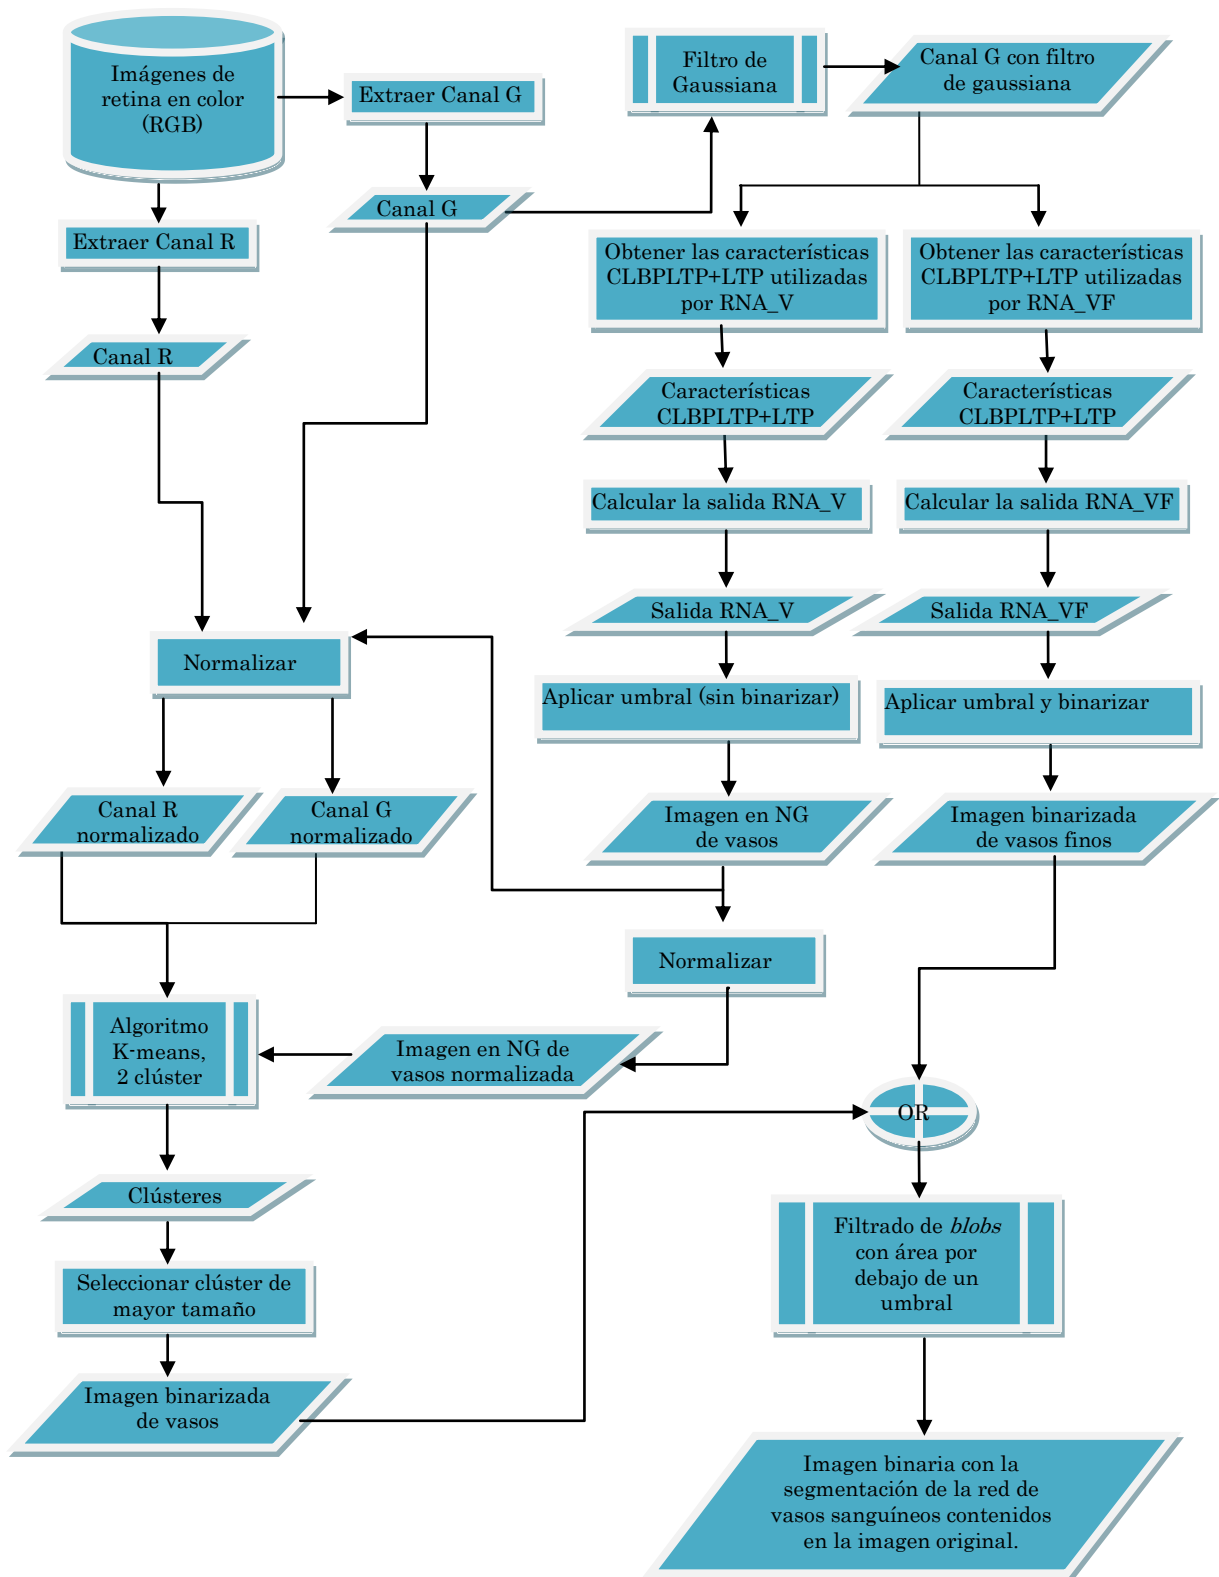 Imágenes de
retina en color
(RGB)
Extraer Canal G
Filtro de
Gaussiana
Canal G con filtro
de gaussiana
Canal G
Extraer Canal R
Canal R
Obtener las características
CLBPLTP+LTP utilizadas
por RNA_V
Obtener las características
CLBPLTP+LTP utilizadas
por RNA_VF
Características
CLBPLTP+LTP
Características
CLBPLTP+LTP
Calcular la salida RNA_V
Calcular la salida RNA_VF
Salida RNA_V
Salida RNA_VF
Normalizar
Aplicar umbral (sin binarizar)
Aplicar umbral y binarizar
Canal R
normalizado
Canal G
normalizado
Imagen en NG
de vasos
Imagen binarizada
de vasos finos
Normalizar
Algoritmo
K-means,
2 clúster
Imagen en NG de
vasos normalizada
OR
Clústeres
Seleccionar clúster de
mayor tamaño
Filtrado de blobs
con área por
debajo de un
umbral
Imagen binarizada
de vasos
Imagen binaria con la
segmentación de la red de
vasos sanguíneos contenidos
en la imagen original.